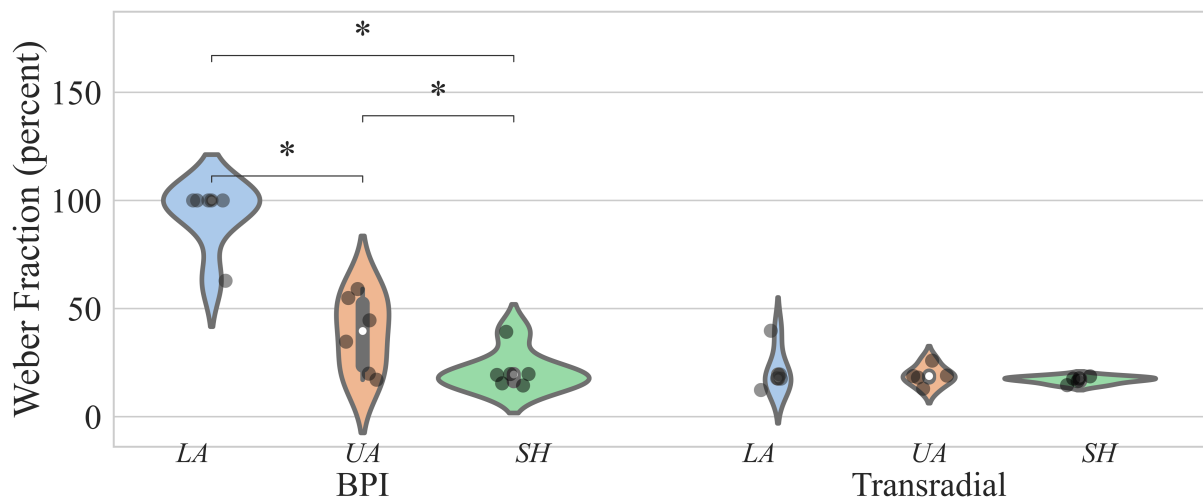 Weber Fraction (percent)
150
100
50
0
*
*
*
LA UA SH LA UA SH
BPI Transradial